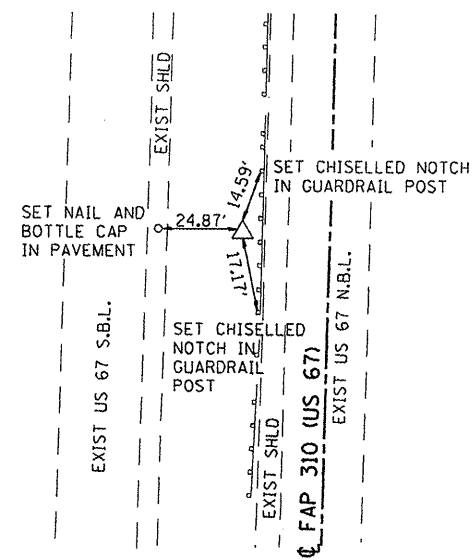 EXIST SHLD
14.59'
SET CHISELLED NOTCH
IN GUARDRAIL POST
SET NAIL AND
BOTTLE CAP
IN PAVEMENT
24.87'
17.17'
SET CHISELLED
NOTCH IN
GUARDRAIL
POST
EXIST US 67 S.B.L.
EXIST SHLD
℄ FAP 310 (US 67)
EXIST US 67 N.B.L.